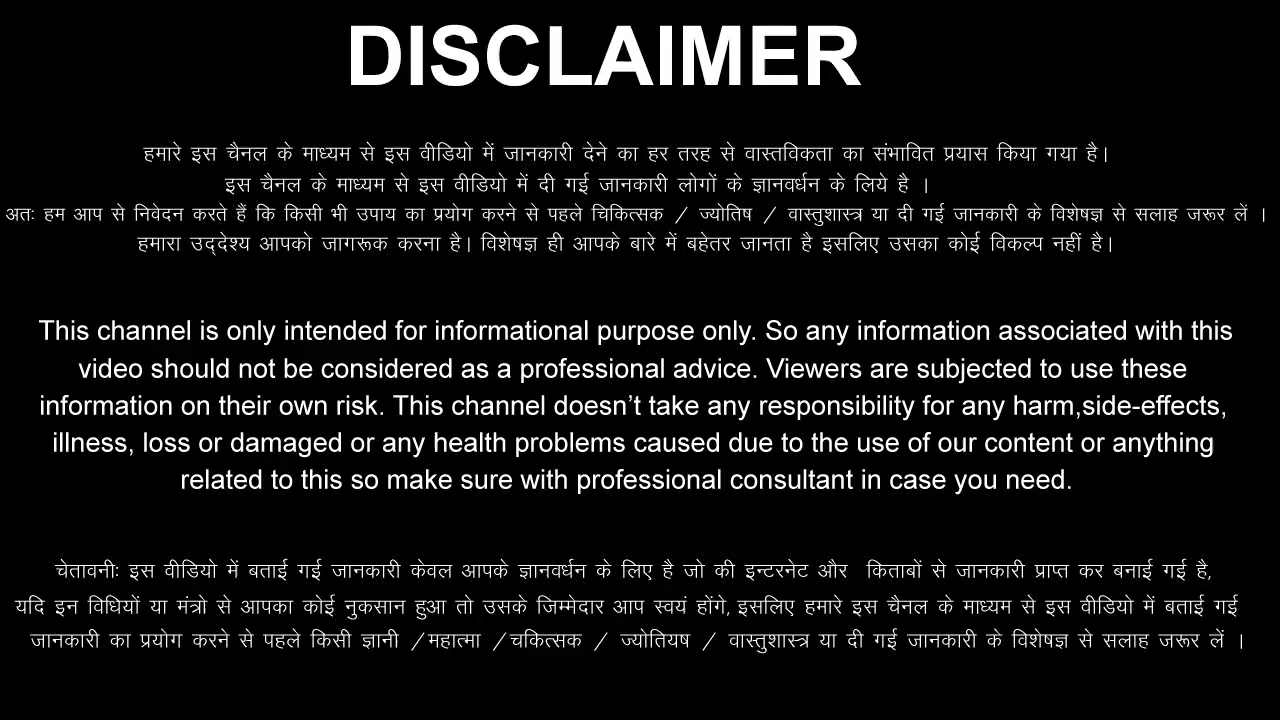 DISCLAIMER
हमारे इस चैनल के माध्यम से इस वीडियो में जानकारी देने का हर तरह से वास्तविकता का संभावित प्रयास किया गया है।
इस चैनल के माध्यम से इस वीडियो में दी गई जानकारी लोगों के ज्ञानवर्धन के लिये है ।
अतः हम आप से निवेदन करते हैं कि किसी भी उपाय का प्रयोग करने से पहले चिकित्सक / ज्योतिष / वास्तुशास्त्र या दी गई जानकारी के विशेषज्ञ से सलाह जरूर लें ।
हमारा उद्देश्य आपको जागरूक करना है। विशेषज्ञ ही आपके बारे में बहेतर जानता है इसलिए उसका कोई विकल्प नहीं है।
This channel is only intended for informational purpose only. So any information associated with this
video should not be considered as a professional advice. Viewers are subjected to use these
information on their own risk. This channel doesn’t take any responsibility for any harm,side-effects,
illness, loss or damaged or any health problems caused due to the use of our content or anything
related to this so make sure with professional consultant in case you need.
चेतावनीः इस वीडियो में बताई गई जानकारी केवल आपके ज्ञानवर्धन के लिए है जो की इन्टरनेट और किताबों से जानकारी प्राप्त कर बनाई गई है,
यदि इन विधियों या मंत्रो से आपका कोई नुकसान हुआ तो उसके जिम्मेदार आप स्वयं होंगे, इसलिए हमारे इस चैनल के माध्यम से इस वीडियो में बताई गई
जानकारी का प्रयोग करने से पहले किसी ज्ञानी /महात्मा /चकित्सक / ज्योतियष / वास्तुशास्त्र या दी गई जानकारी के विशेषज्ञ से सलाह जरूर लें ।